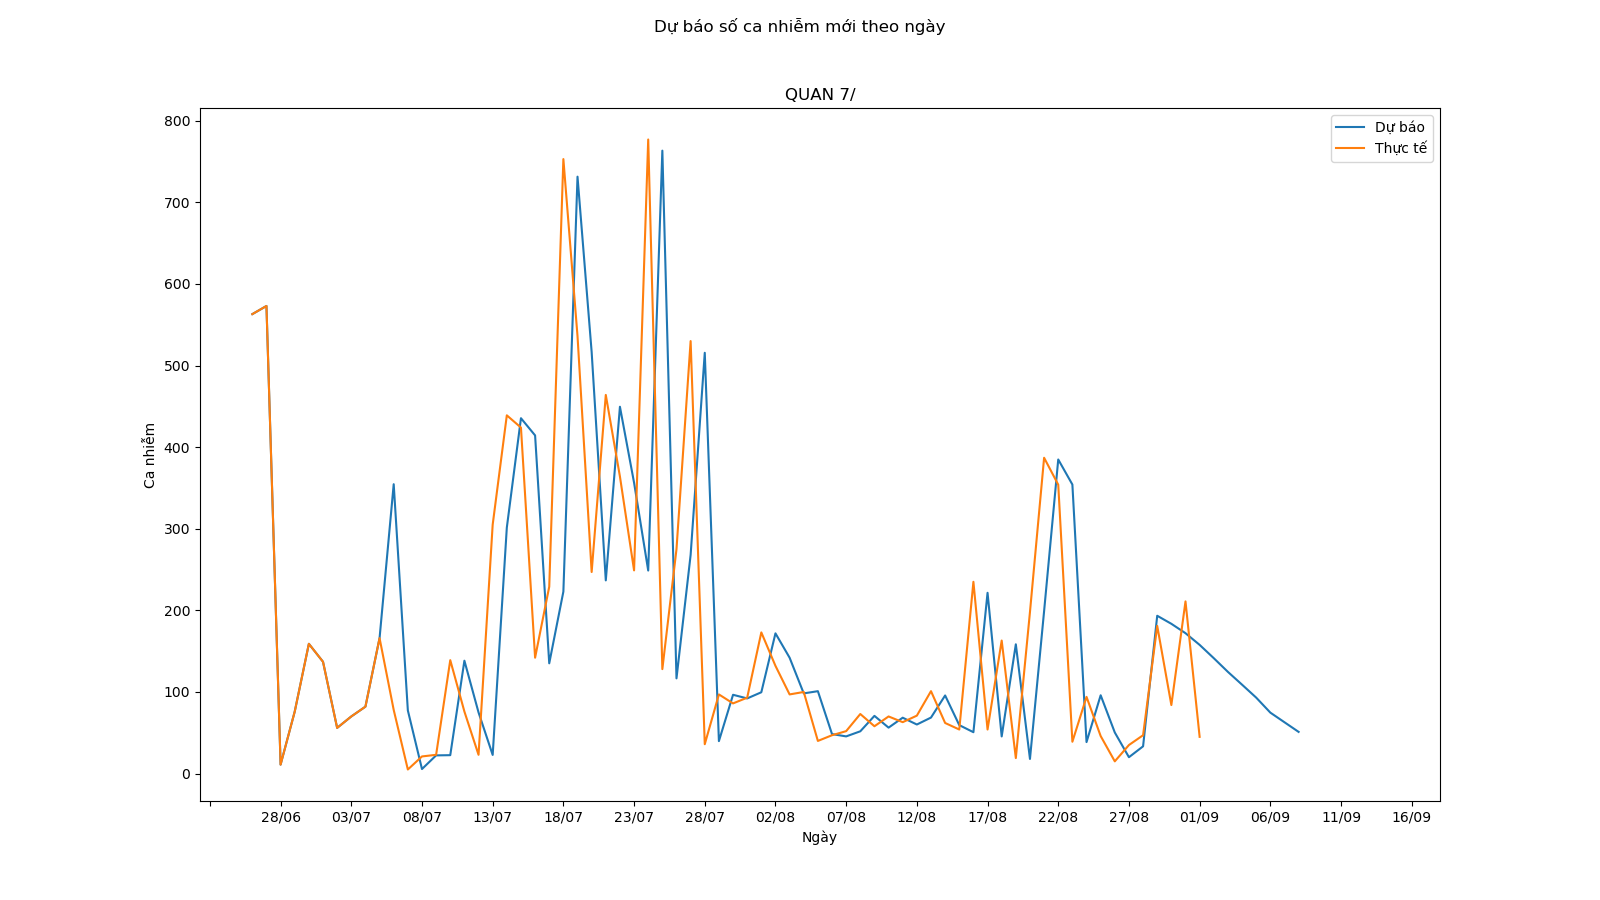 Dự báo số ca nhiễm mới theo ngày
QUAN 7/
Dự báo
Thực tế
800
700
600
500
400
300
200
100
0
Ca nhiễm
28/06 03/07 08/07 13/07 18/07 23/07 28/07 02/08 07/08 12/08 17/08 22/08 27/08 01/09 06/09 11/09 16/09
Ngày